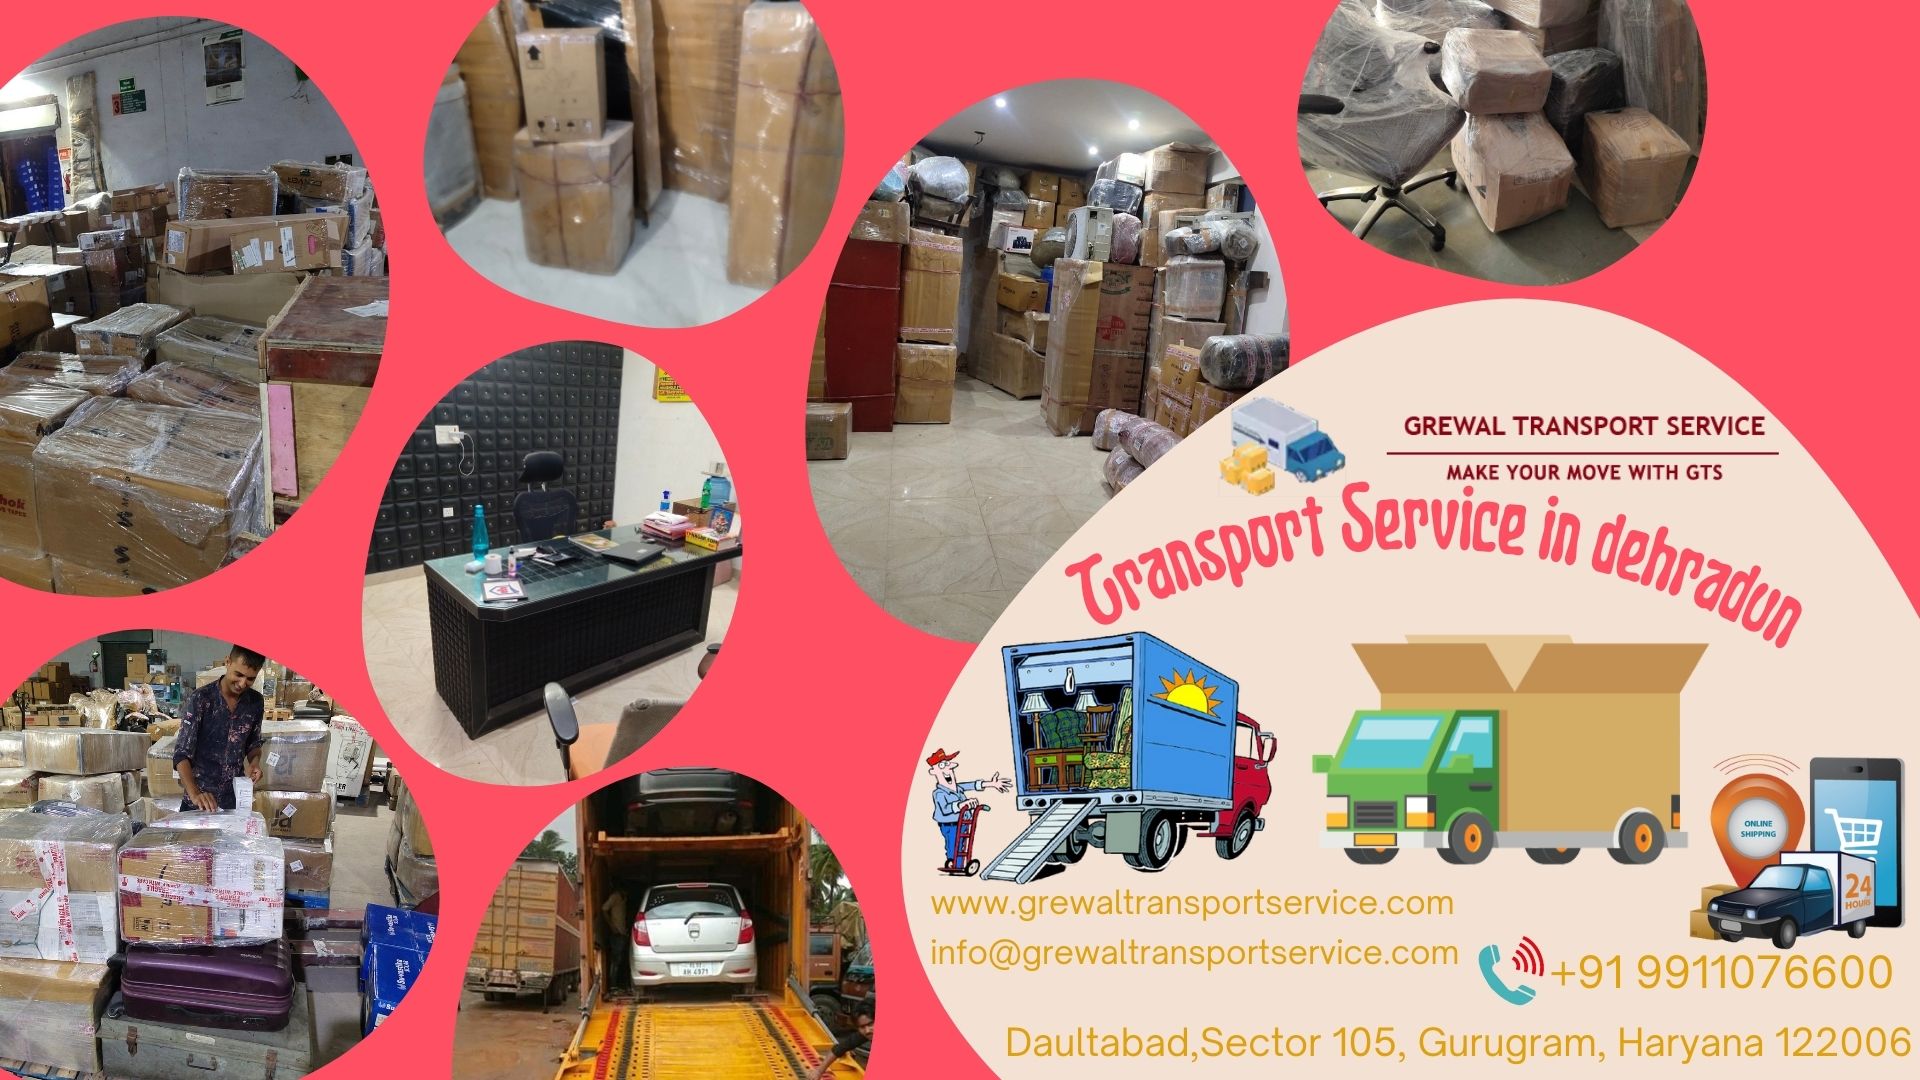 GREWAL TRANSPORT SERVICE
MAKE YOUR MOVE WITH GTS
Transport Service in dehradun
ONLINE
SHIPPING
24
HOURS
www.grewaltransportservice.com
info@grewaltransportservice.com
+91 9911076600
Daultabad,Sector 105, Gurugram, Haryana 122006